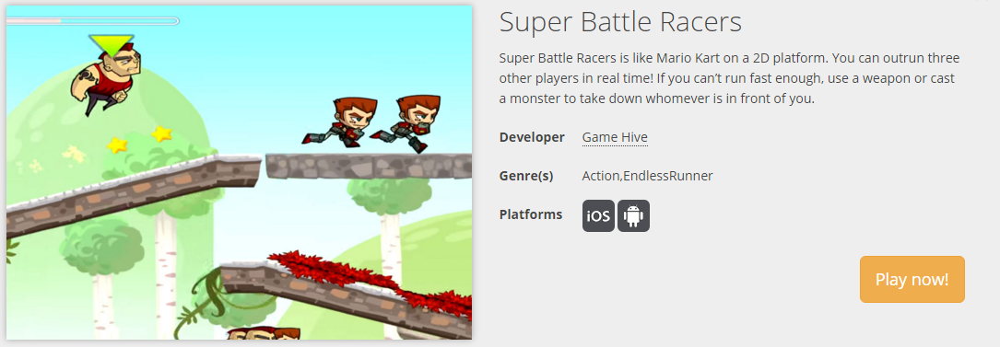 Super Battle Racers
Super Battle Racers is like Mario Kart on a 2D platform. You can outrun three
other players in real time! If you can't run fast enough, use a weapon or cast
a monster to take down whomever is in front of you.
Developer Game Hive
Genre(s) Action,EndlessRunner
Platforms iOS
Play now!